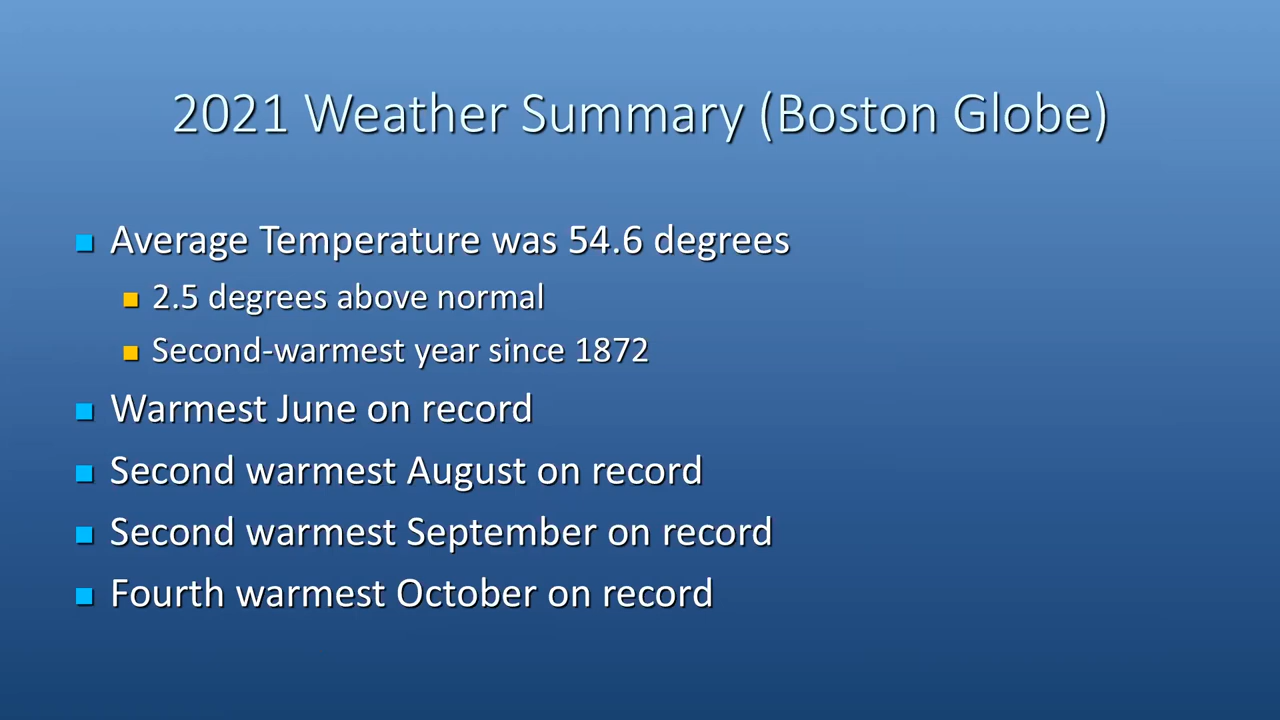 2021 Weather Summary (Boston Globe)
Average Temperature was 54.6 degrees
2.5 degrees above normal
Second-warmest year since 1872
Warmest June on record
Second warmest August on record
Second warmest September on record
Fourth warmest October on record